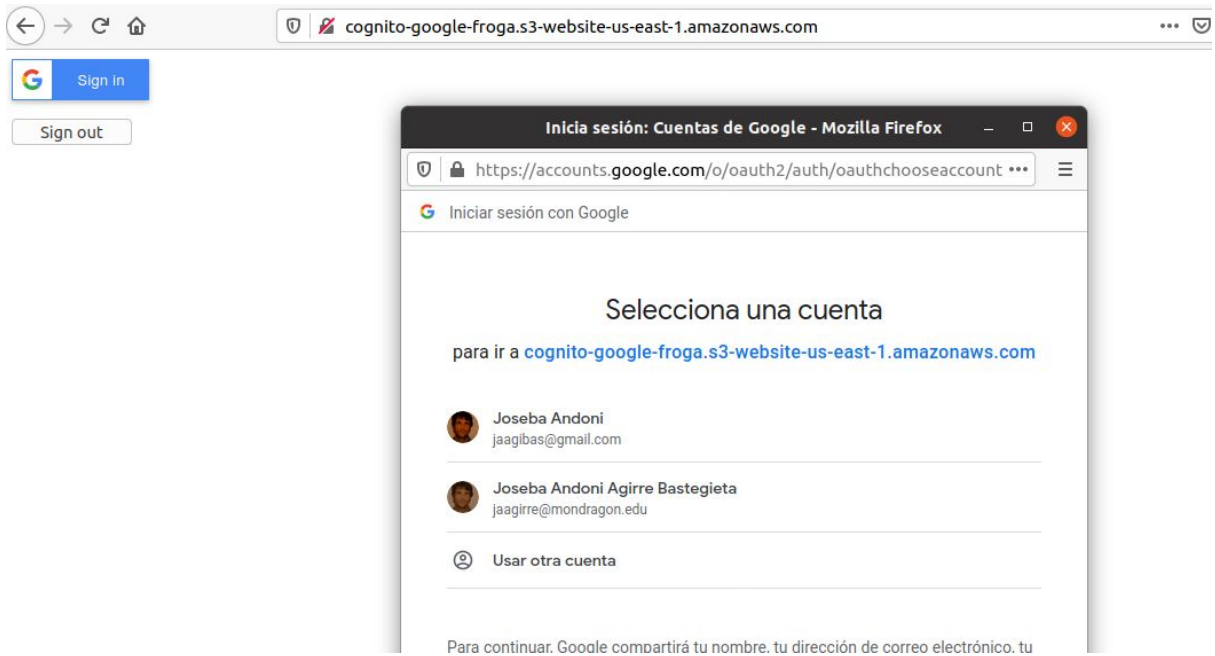 cognito-google-froga.s3-website-us-east-1.amazonaws.com
Sign in
Sign out
Inicia sesión: Cuentas de Google - Mozilla Firefox
https://accounts.google.com/o/oauth2/auth/oauthchooseaccount
Iniciar sesión con Google
Selecciona una cuenta
para ir a cognito-google-froga.s3-website-us-east-1.amazonaws.com
Joseba Andoni
jaagibas@gmail.com
Joseba Andoni Agirre Bastegieta
jaagirre@mondragon.edu
Usar otra cuenta
Para continuar, Google compartirá tu nombre, tu dirección de correo electrónico, tu